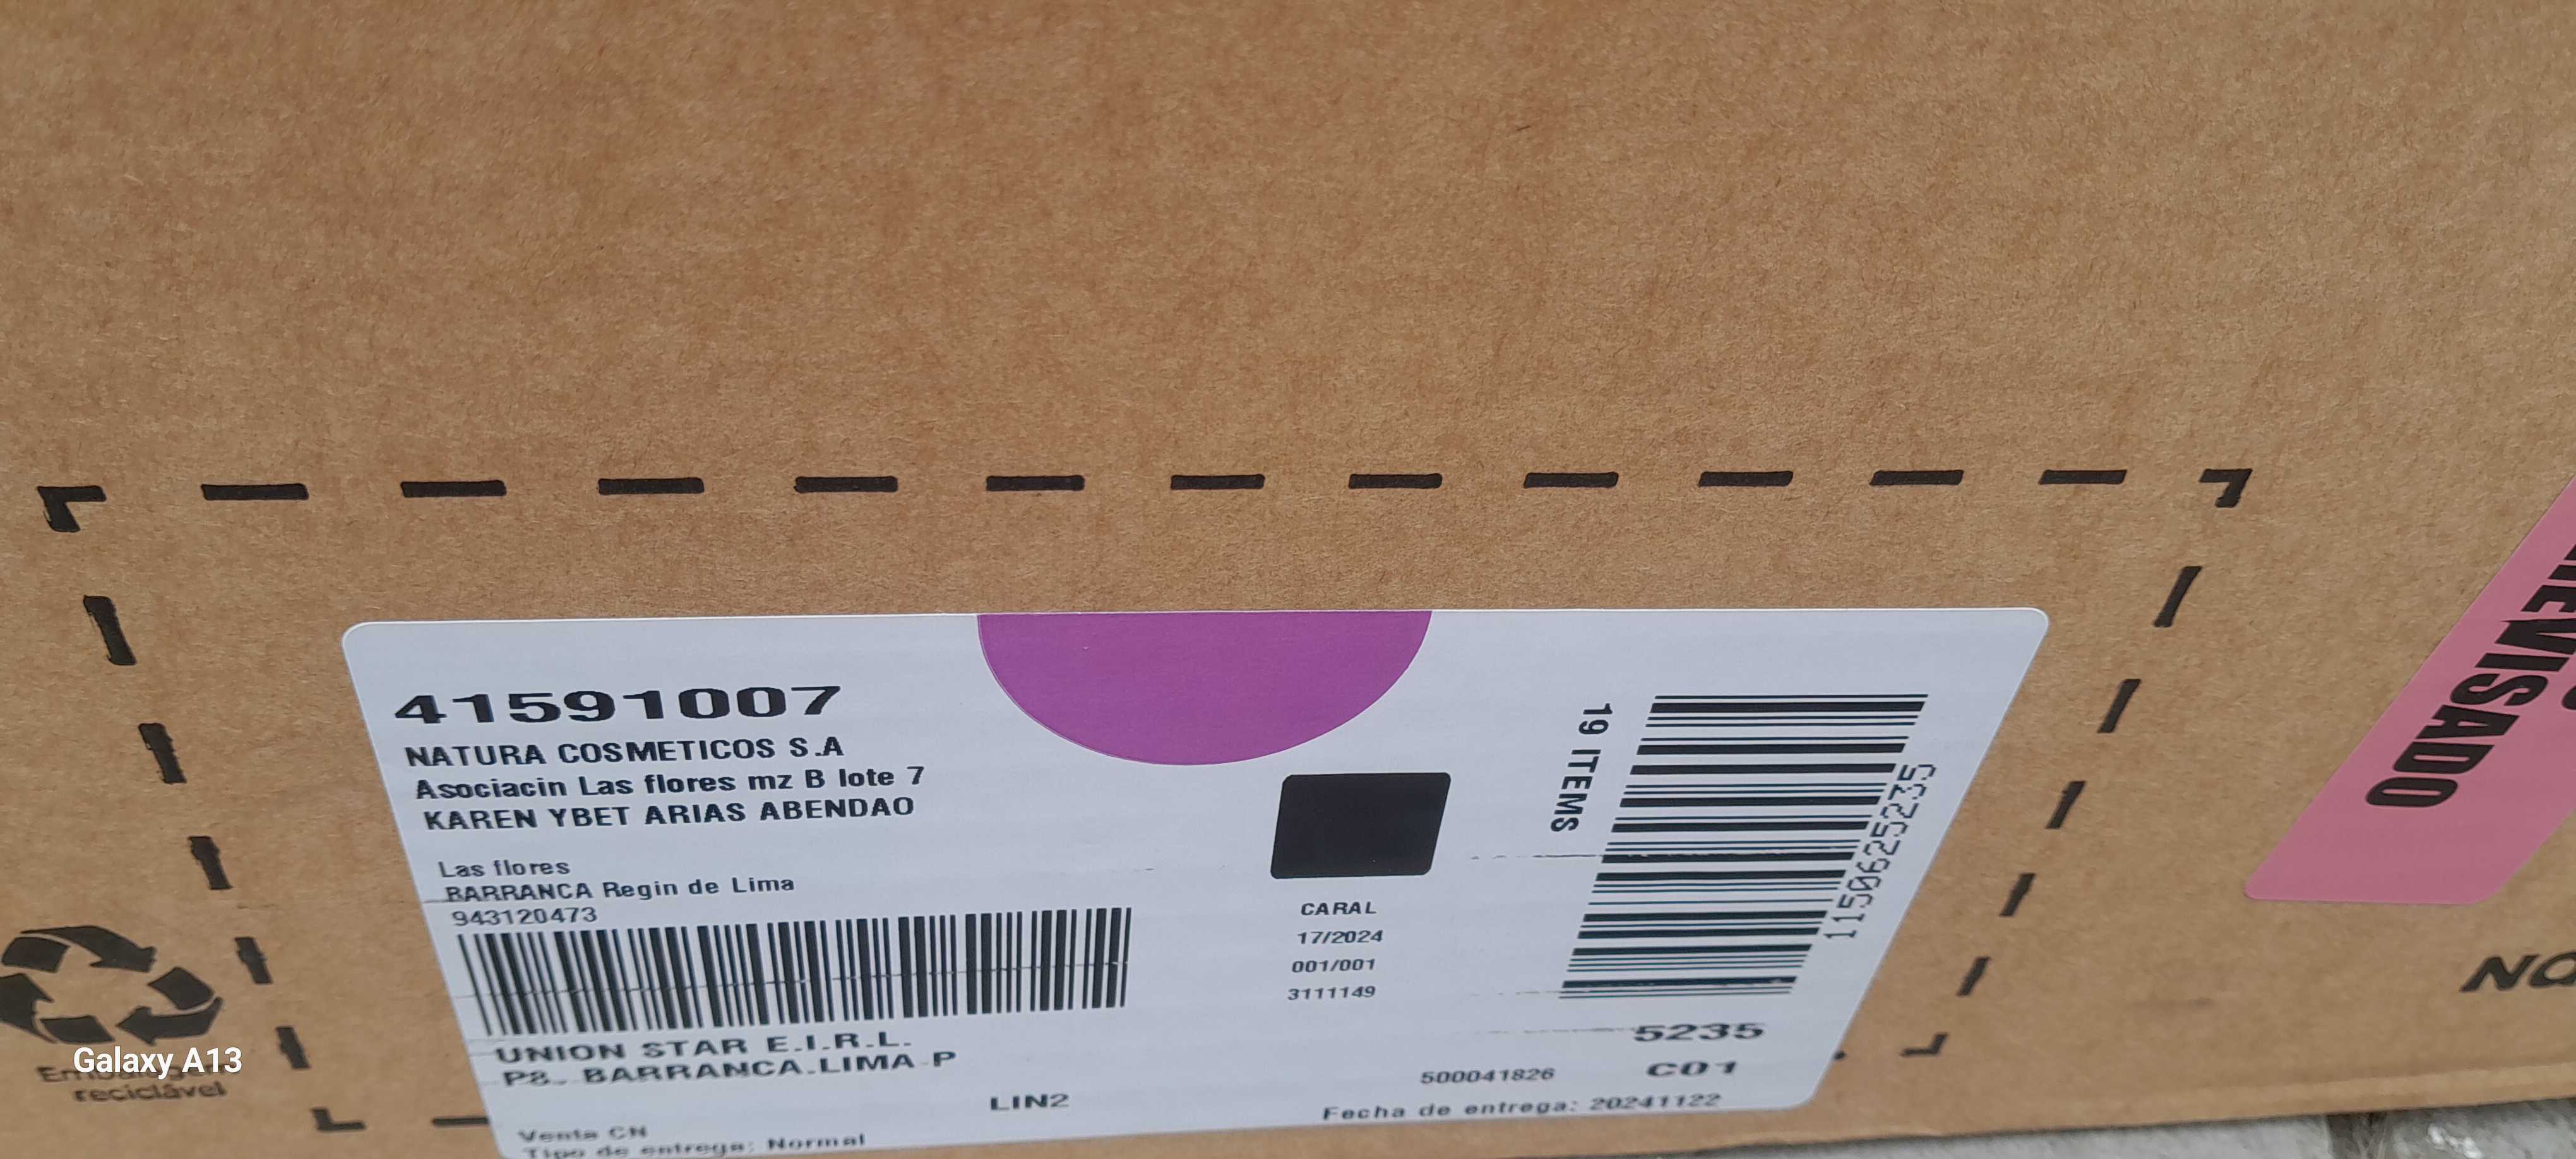 41591007
NATURA COSMETICOS S.A
Asociacin Las flores mz B lote 7
KAREN YBET ARIAS ABENDAO
Las flores
BARRANCA Regin de Lima
943120473
UNION STAR E.I.R.L.
P8. BARRANCA.LIMA P
LIN2
Venta CN
Tipo de entrega: Normal
CARAL
17/2024
001/001
3111149
19 ITEMS
1150625235
5235
500041826
C01
Fecha de entrega: 20241122
REVISADO
NO
reciclável
Galaxy A13